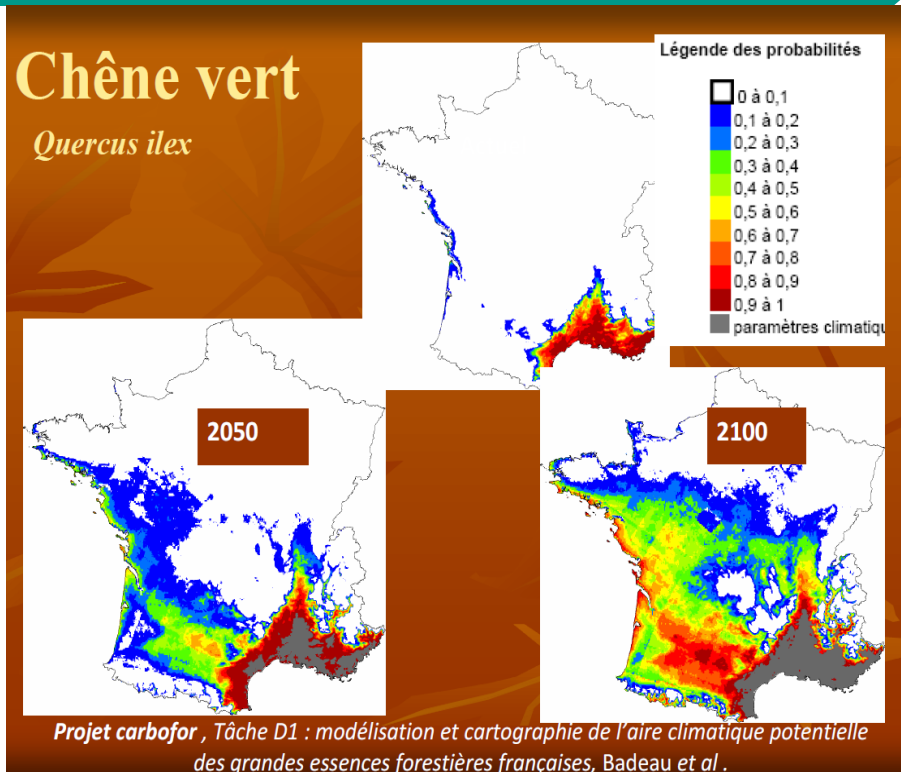 Chêne vert
Quercus ilex
Légende des probabilités
0 à 0,1
0,1 à 0,2
0,2 à 0,3
0,3 à 0,4
0,4 à 0,5
0,5 à 0,6
0,6 à 0,7
0,7 à 0,8
0,8 à 0,9
0,9 à 1
paramètres climatiqu
2050
2100
Projet carbofor , Tâche D1 : modélisation et cartographie de l'aire climatique potentielle
des grandes essences forestières françaises, Badeau et al .